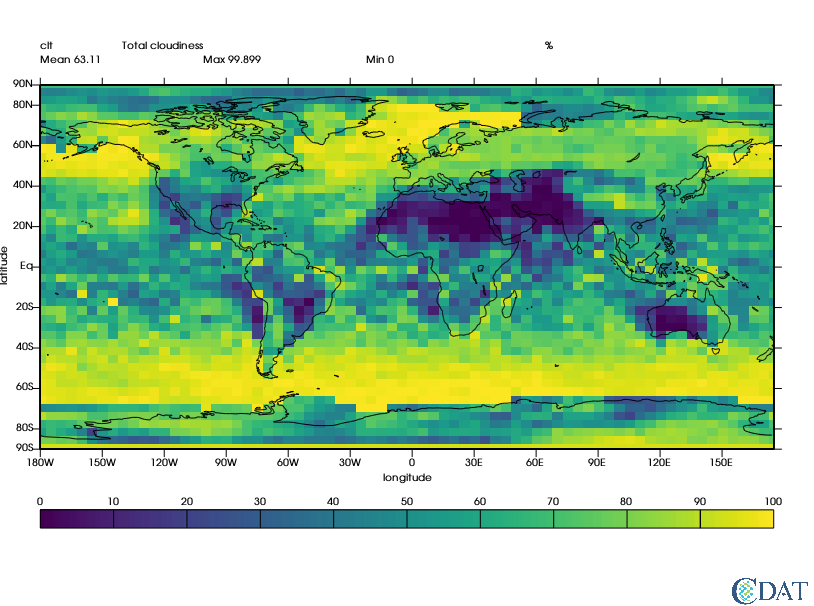 clt Total cloudiness %
Mean 63.11 Max 99.899 Min 0
90N
80N
60N
40N
20N
Eq
20S
40S
60S
80S
90S
latitude
180W 150W 120W 90W 60W 30W 0 30E 60E 90E 120E 150E
longitude
0 10 20 30 40 50 60 70 80 90 100
CDAT